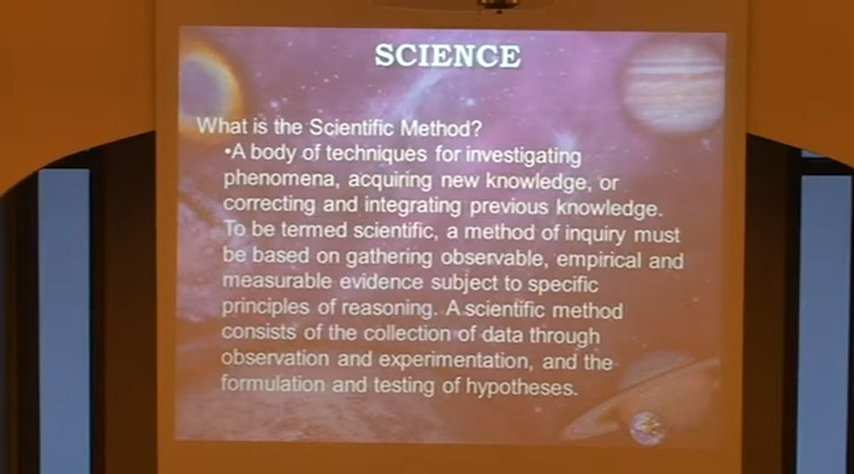 SCIENCE
What is the Scientific Method?
•A body of techniques for investigating
phenomena, acquiring new knowledge, or
correcting and integrating previous knowledge.
To be termed scientific, a method of inquiry must
be based on gathering observable, empirical and
measurable evidence subject to specific
principles of reasoning. A scientific method
consists of the collection of data through
observation and experimentation, and the
formulation and testing of hypotheses.